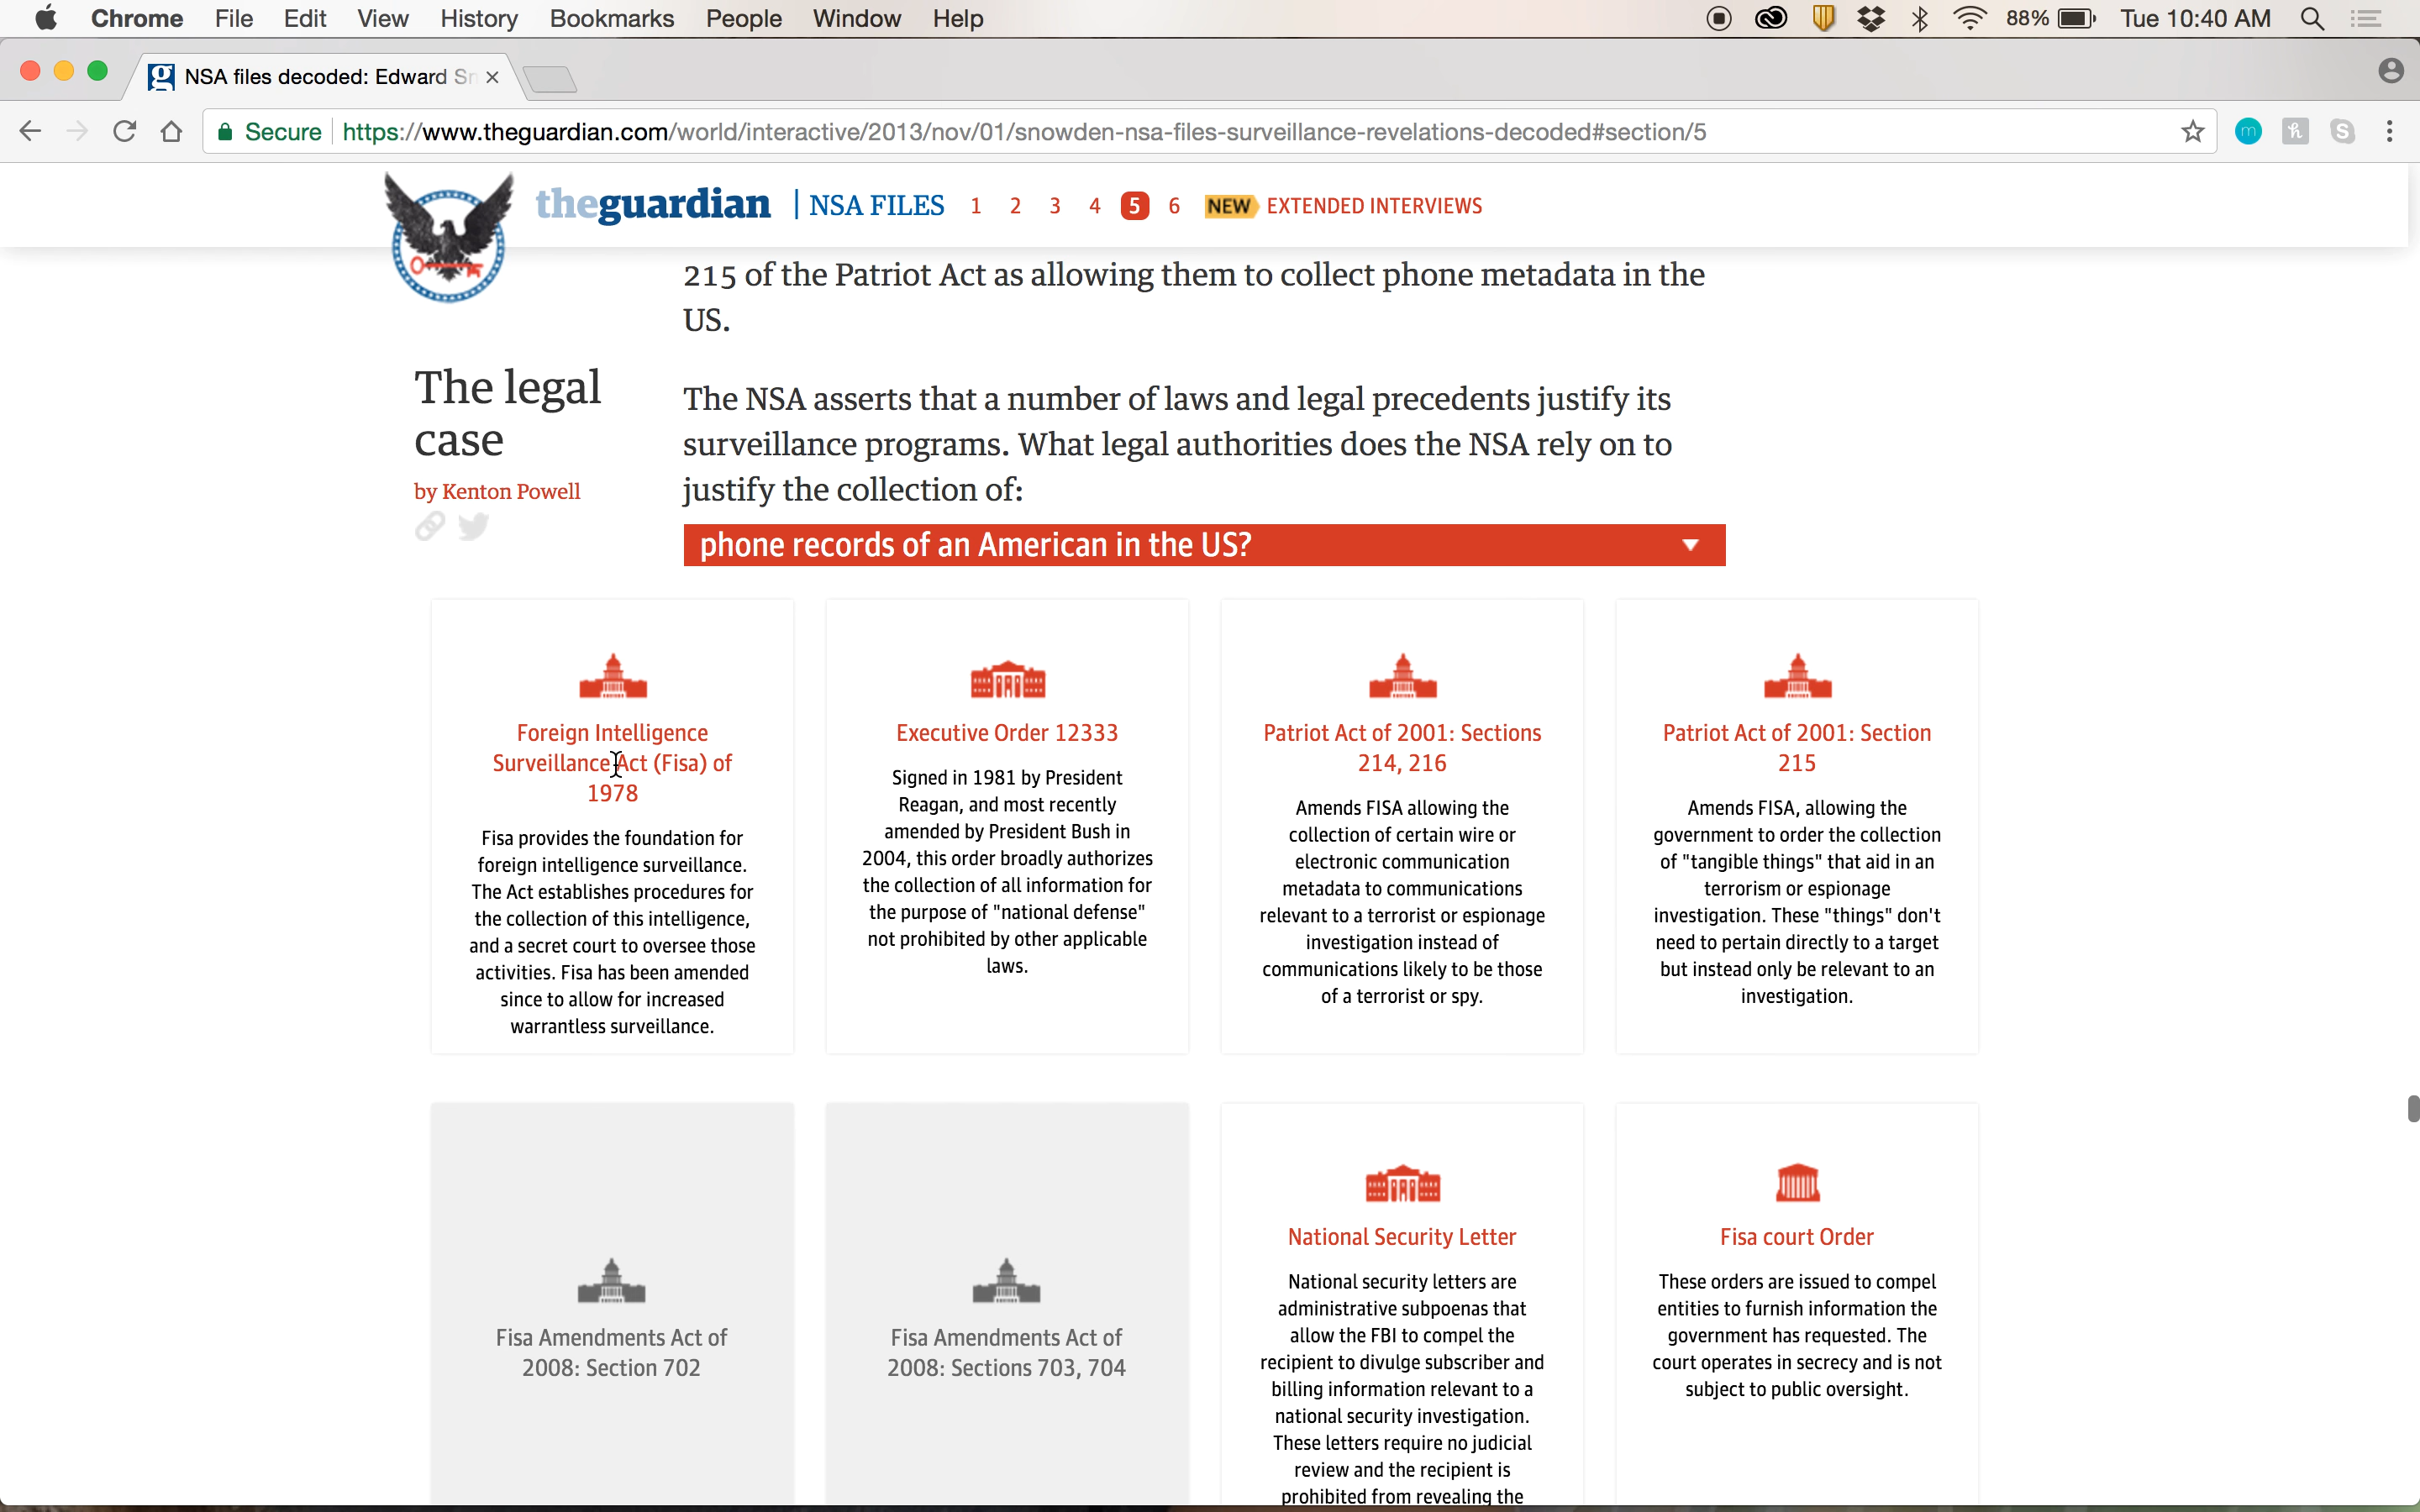 Chrome File Edit View History Bookmarks People Window Help 88% Tue 10:40 AM
NSA files decoded: Edward Sn
Secure https://www.theguardian.com/world/interactive/2013/nov/01/snowden-nsa-files-surveillance-revelations-decoded#section/5
theguardian | NSA FILES 1 2 3 4 5 6 NEW EXTENDED INTERVIEWS
215 of the Patriot Act as allowing them to collect phone metadata in the
US.
The legal
case
by Kenton Powell
The NSA asserts that a number of laws and legal precedents justify its
surveillance programs. What legal authorities does the NSA rely on to
justify the collection of:
phone records of an American in the US?
Foreign Intelligence
Surveillance Act (Fisa) of
1978
Fisa provides the foundation for
foreign intelligence surveillance.
The Act establishes procedures for
the collection of this intelligence,
and a secret court to oversee those
activities. Fisa has been amended
since to allow for increased
warrantless surveillance.
Executive Order 12333
Signed in 1981 by President
Reagan, and most recently
amended by President Bush in
2004, this order broadly authorizes
the collection of all information for
the purpose of "national defense"
not prohibited by other applicable
laws.
Patriot Act of 2001: Sections
214, 216
Amends FISA allowing the
collection of certain wire or
electronic communication
metadata to communications
relevant to a terrorist or espionage
investigation instead of
communications likely to be those
of a terrorist or spy.
Patriot Act of 2001: Section
215
Amends FISA, allowing the
government to order the collection
of "tangible things" that aid in an
terrorism or espionage
investigation. These "things" don't
need to pertain directly to a target
but instead only be relevant to an
investigation.
Fisa Amendments Act of
2008: Section 702
Fisa Amendments Act of
2008: Sections 703, 704
National Security Letter
National security letters are
administrative subpoenas that
allow the FBI to compel the
recipient to divulge subscriber and
billing information relevant to a
national security investigation.
These letters require no judicial
review and the recipient is
prohibited from revealing the
Fisa court Order
These orders are issued to compel
entities to furnish information the
government has requested. The
court operates in secrecy and is not
subject to public oversight.